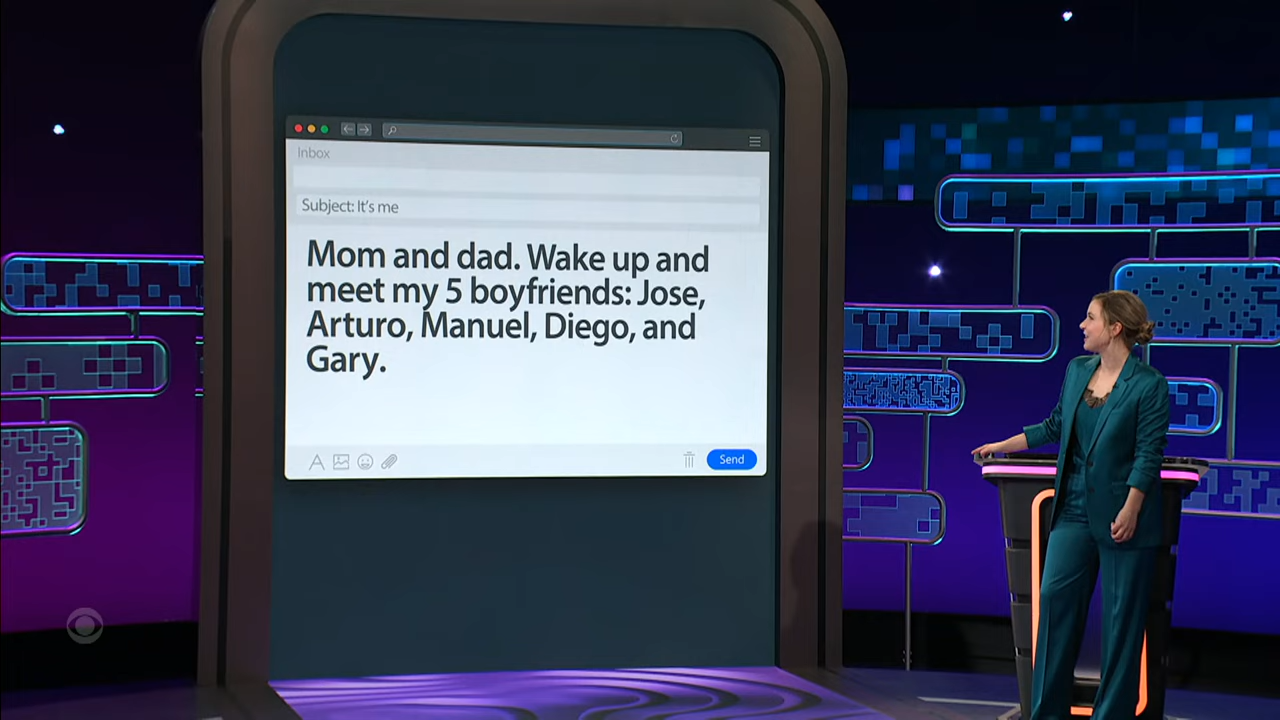 Inbox
Subject: It's me
Mom and dad. Wake up and
meet my 5 boyfriends: Jose,
Arturo, Manuel, Diego, and
Gary.
Send